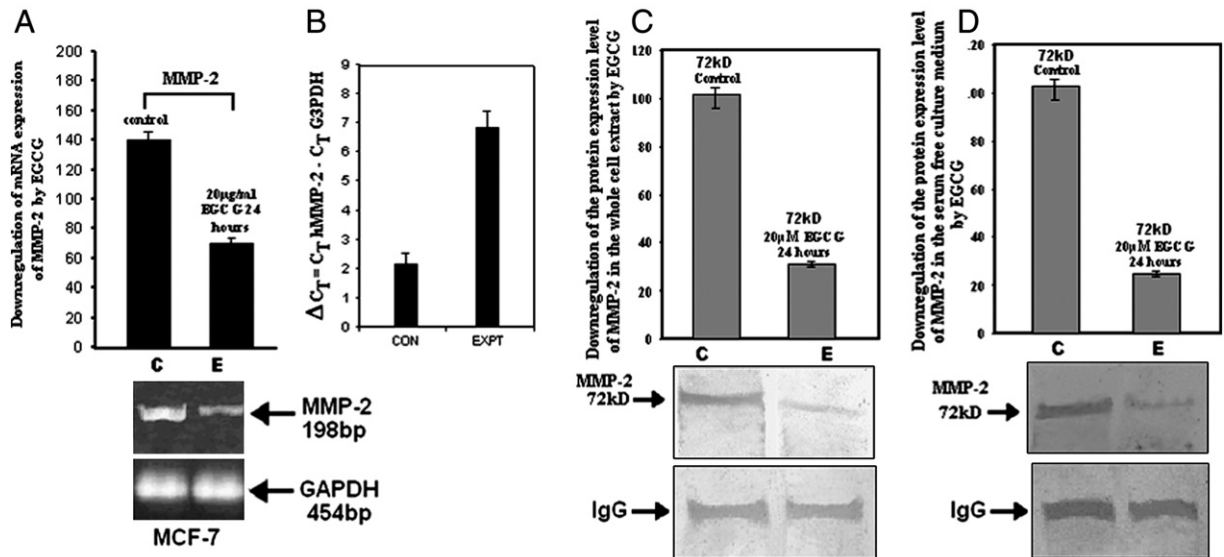 A
Downregulation of mRNA expression
of MMP-2 by EGCG
200
180
160
140
120
100
80
60
40
20
0
MMP-2
control
20µg/ml
EGC G 24
hours
C E
MMP-2
198bp
GAPDH
454bp
MCF-7
B
Δ CT = CT hMMP-2 - CT G3PDH
9
8
7
6
5
4
3
2
1
0
CON EXPT
C
Downregulation of the protein expression level
of MMP-2 in the whole cell extract by EGCG
120
100
80
60
40
20
0
72kD
Control
72kD
20µM EGC G
24 hours
C E
MMP-2
72kD
IgG
D
Downregulation of the protein expression level
of MMP-2 in the serum free culture medium
by EGCG
.20
.00
80
60
40
20
0
72kD
Control
72kD
20µM EGC G
24 hours
C E
MMP-2
72kD
IgG